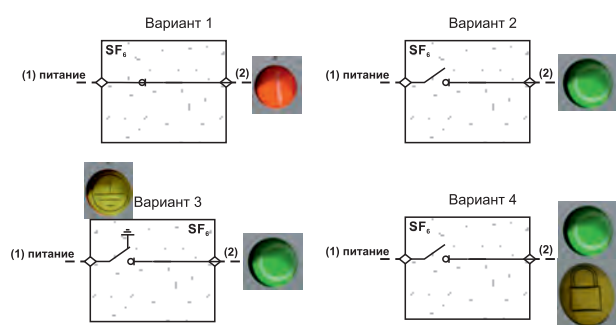 Вариант 1
SF6
(1) питание
(2)
Вариант 2
SF6
(1) питание
(2)
Вариант 3
SF6
(1) питание
(2)
Вариант 4
SF6
(1) питание
(2)